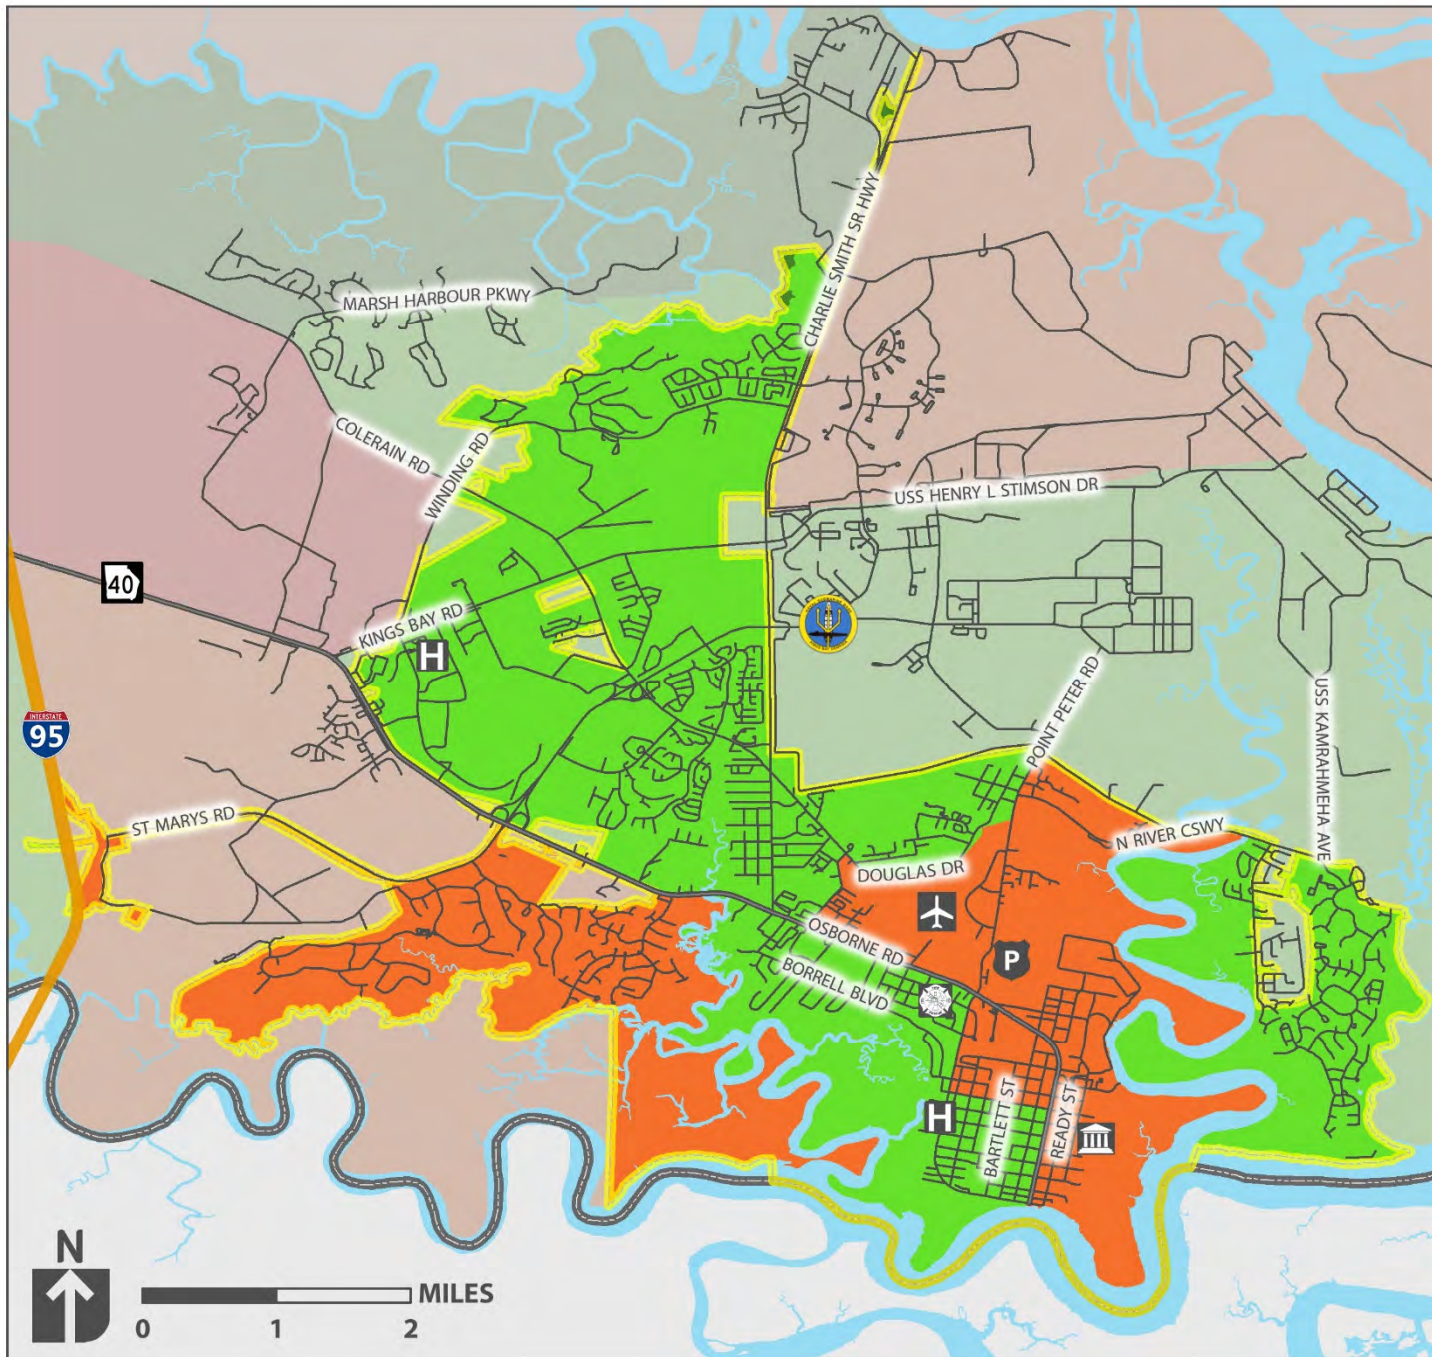 CHARLIE SMITH SR HWY
MARSH HARBOUR PKWY
COLERAIN RD
WINDING RD
USS HENRY L STIMSON DR
40
KINGS BAY RD
H
INTERSTATE
95
POINT PETER RD
USS KAMRAHMEHA AVE
ST MARYS RD
N RIVER CSWY
DOUGLAS DR
OSBORNE RD
P
BORRELL BLVD
H
BARTLETT ST
READY ST
N
MILES
0 1 2